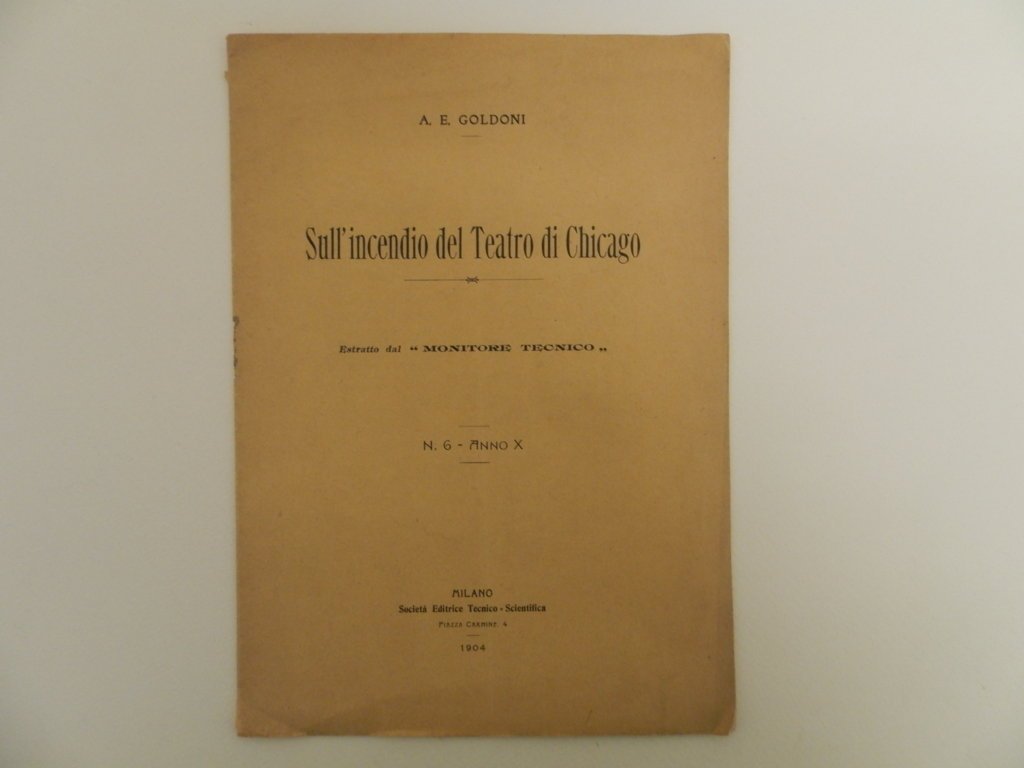 A. E. GOLDONI
Sull'incendio del Teatro di Chicago
Estratto dal “ MONITORE TECNICO „
N. 6 - ANNO X
MILANO
Società Editrice Tecnico - Scientifica
PIAZZA CARMINE, 4
1904